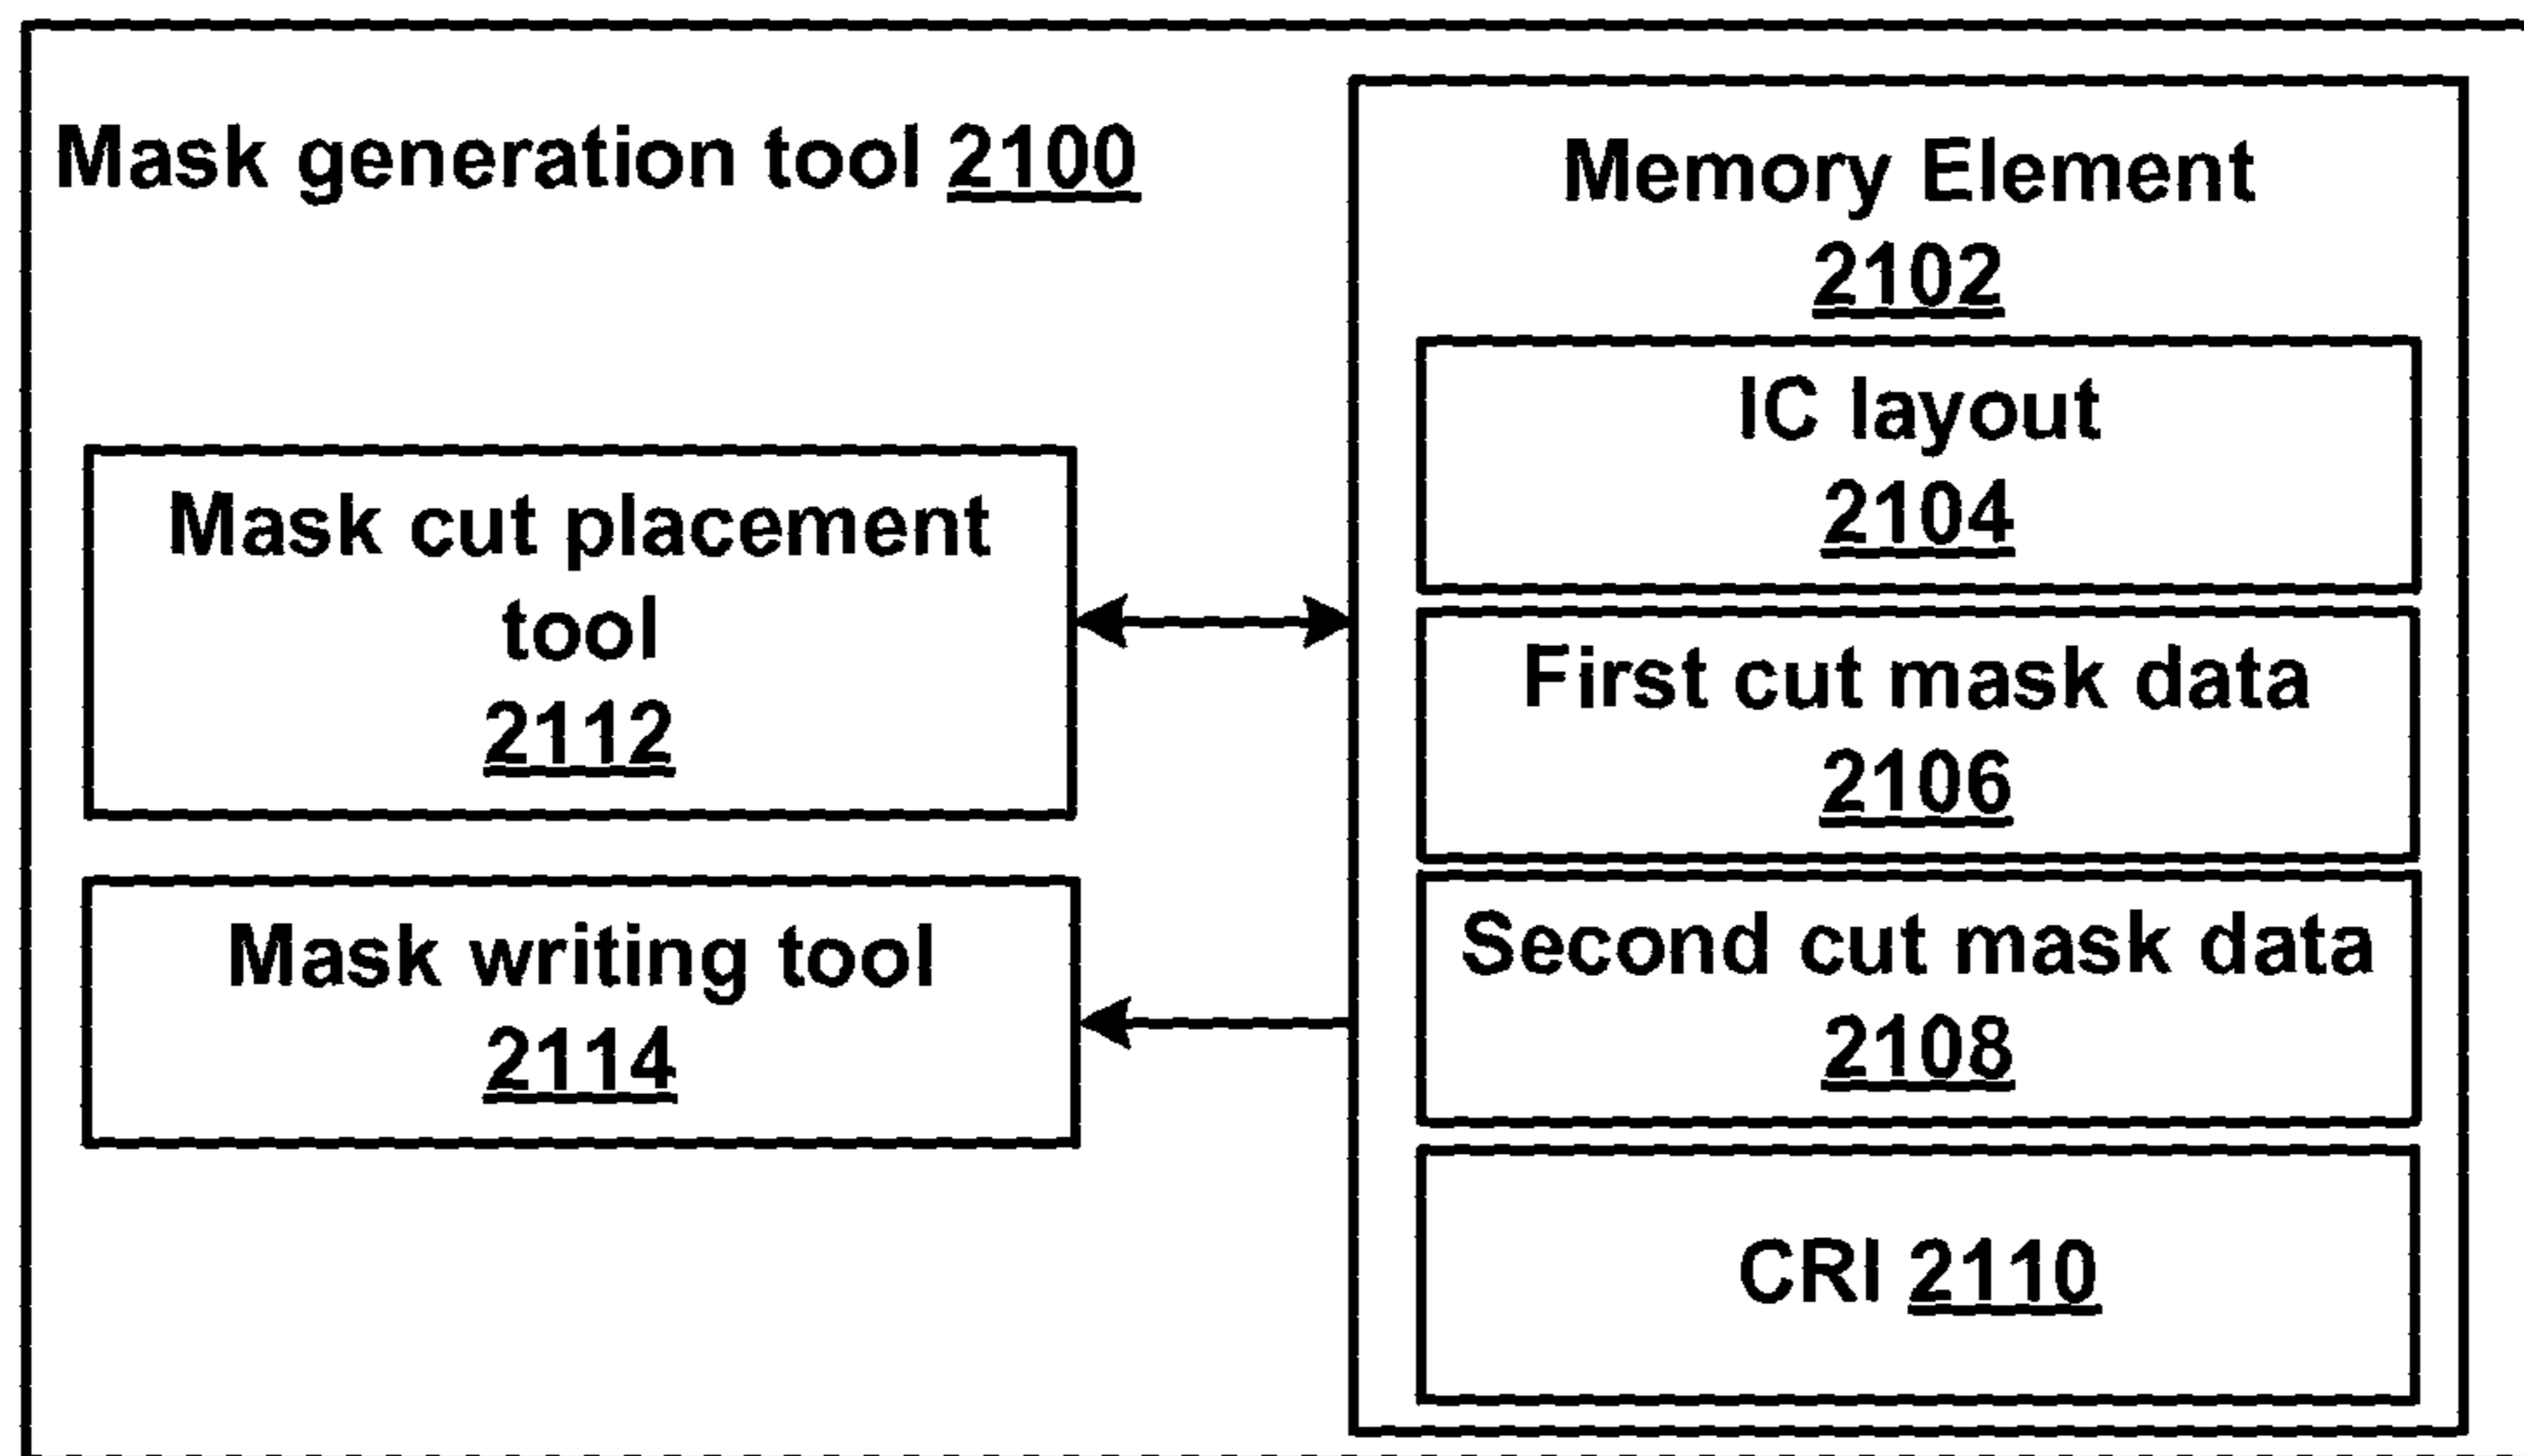 Mask generation tool 2100
Memory Element
2102
IC layout
2104
First cut mask data
2106
Second cut mask data
2108
CRI 2110
Mask cut placement
tool
2112
Mask writing tool
2114